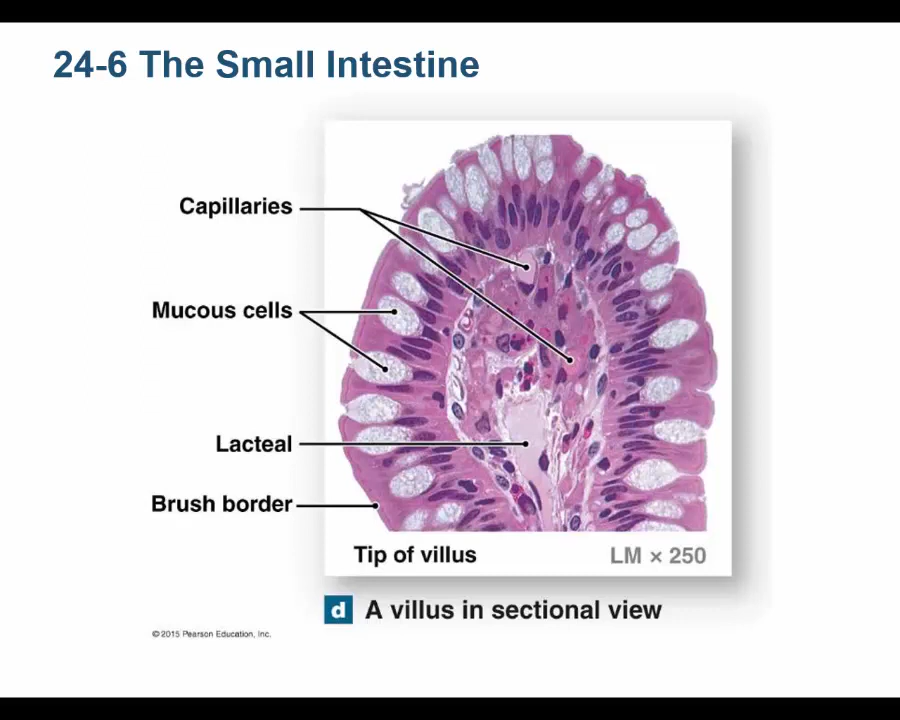 24-6 The Small Intestine
Capillaries
Mucous cells
Lacteal
Brush border
Tip of villus
LM × 250
d A villus in sectional view
© 2015 Pearson Education, Inc.